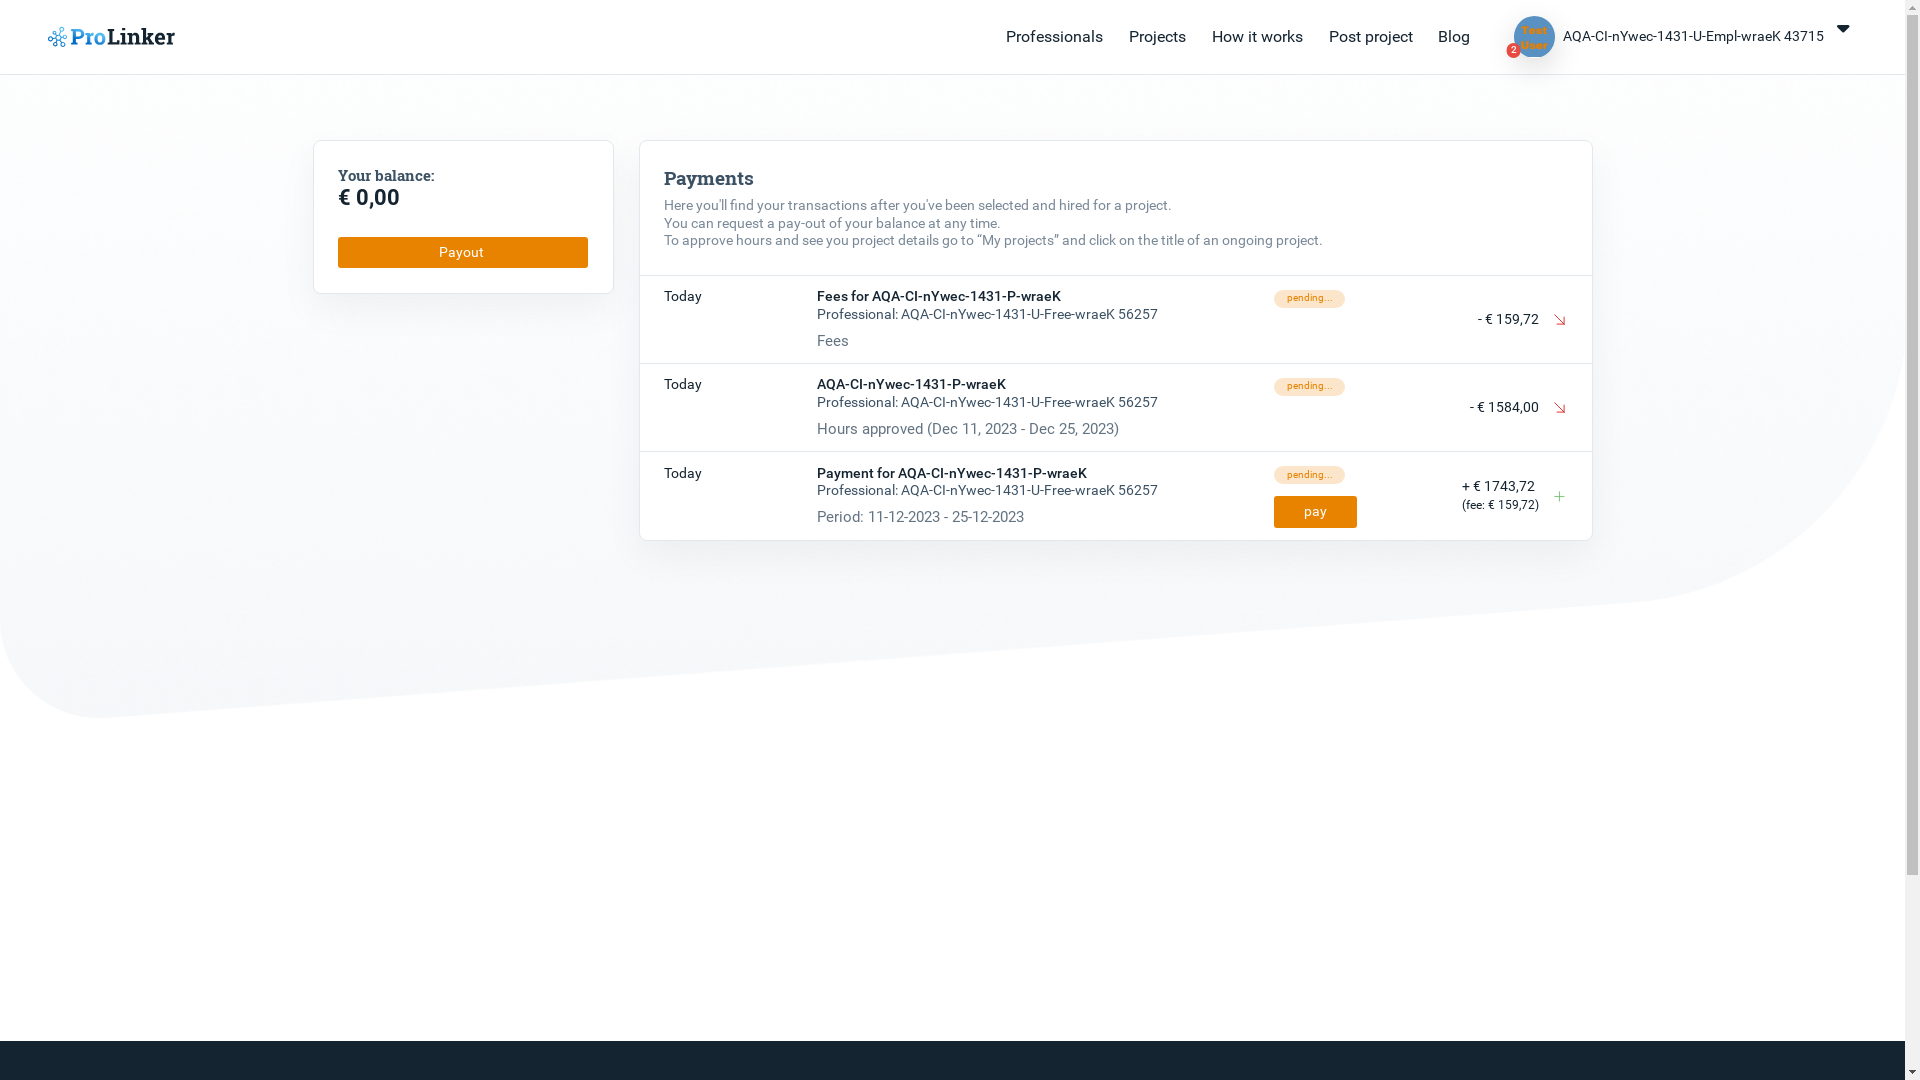 ProLinker
Professionals Projects How it works Post project Blog
Test User
2
AQA-CI-nYwec-1431-U-Empl-wraeK 43715
Your balance:
€ 0,00
Payout
Payments
Here you'll find your transactions after you've been selected and hired for a project.
You can request a pay-out of your balance at any time.
To approve hours and see you project details go to “My projects” and click on the title of an ongoing project.
Today
Fees for AQA-CI-nYwec-1431-P-wraeK
Professional: AQA-CI-nYwec-1431-U-Free-wraeK 56257
Fees
pending...
- € 159,72
Today
AQA-CI-nYwec-1431-P-wraeK
Professional: AQA-CI-nYwec-1431-U-Free-wraeK 56257
Hours approved (Dec 11, 2023 - Dec 25, 2023)
pending...
- € 1584,00
Today
Payment for AQA-CI-nYwec-1431-P-wraeK
Professional: AQA-CI-nYwec-1431-U-Free-wraeK 56257
Period: 11-12-2023 - 25-12-2023
pending...
pay
+ € 1743,72
(fee: € 159,72)